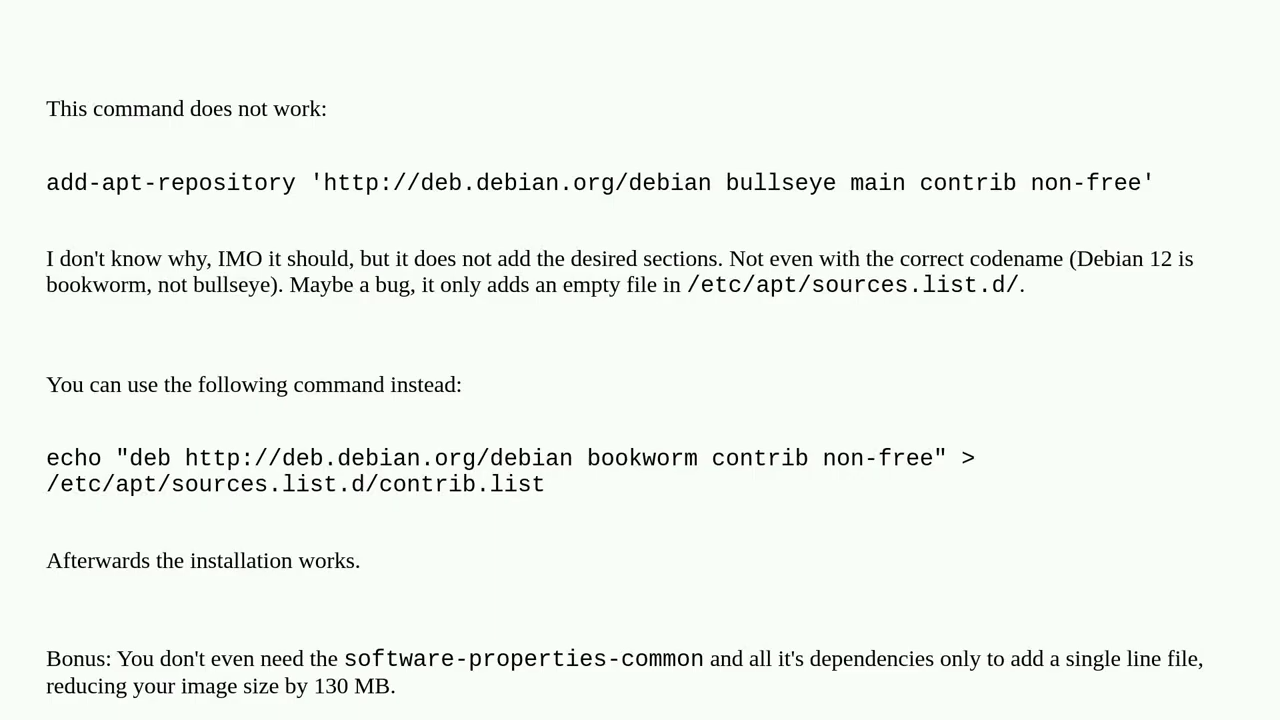 This command does not work:
add-apt-repository 'http://deb.debian.org/debian bullseye main contrib non-free'
I don't know why, IMO it should, but it does not add the desired sections. Not even with the correct codename (Debian 12 is
bookworm, not bullseye). Maybe a bug, it only adds an empty file in /etc/apt/sources.list.d/.
You can use the following command instead:
echo "deb http://deb.debian.org/debian bookworm contrib non-free" >
/etc/apt/sources.list.d/contrib.list
Afterwards the installation works.
Bonus: You don't even need the software-properties-common and all it's dependencies only to add a single line file,
reducing your image size by 130 MB.